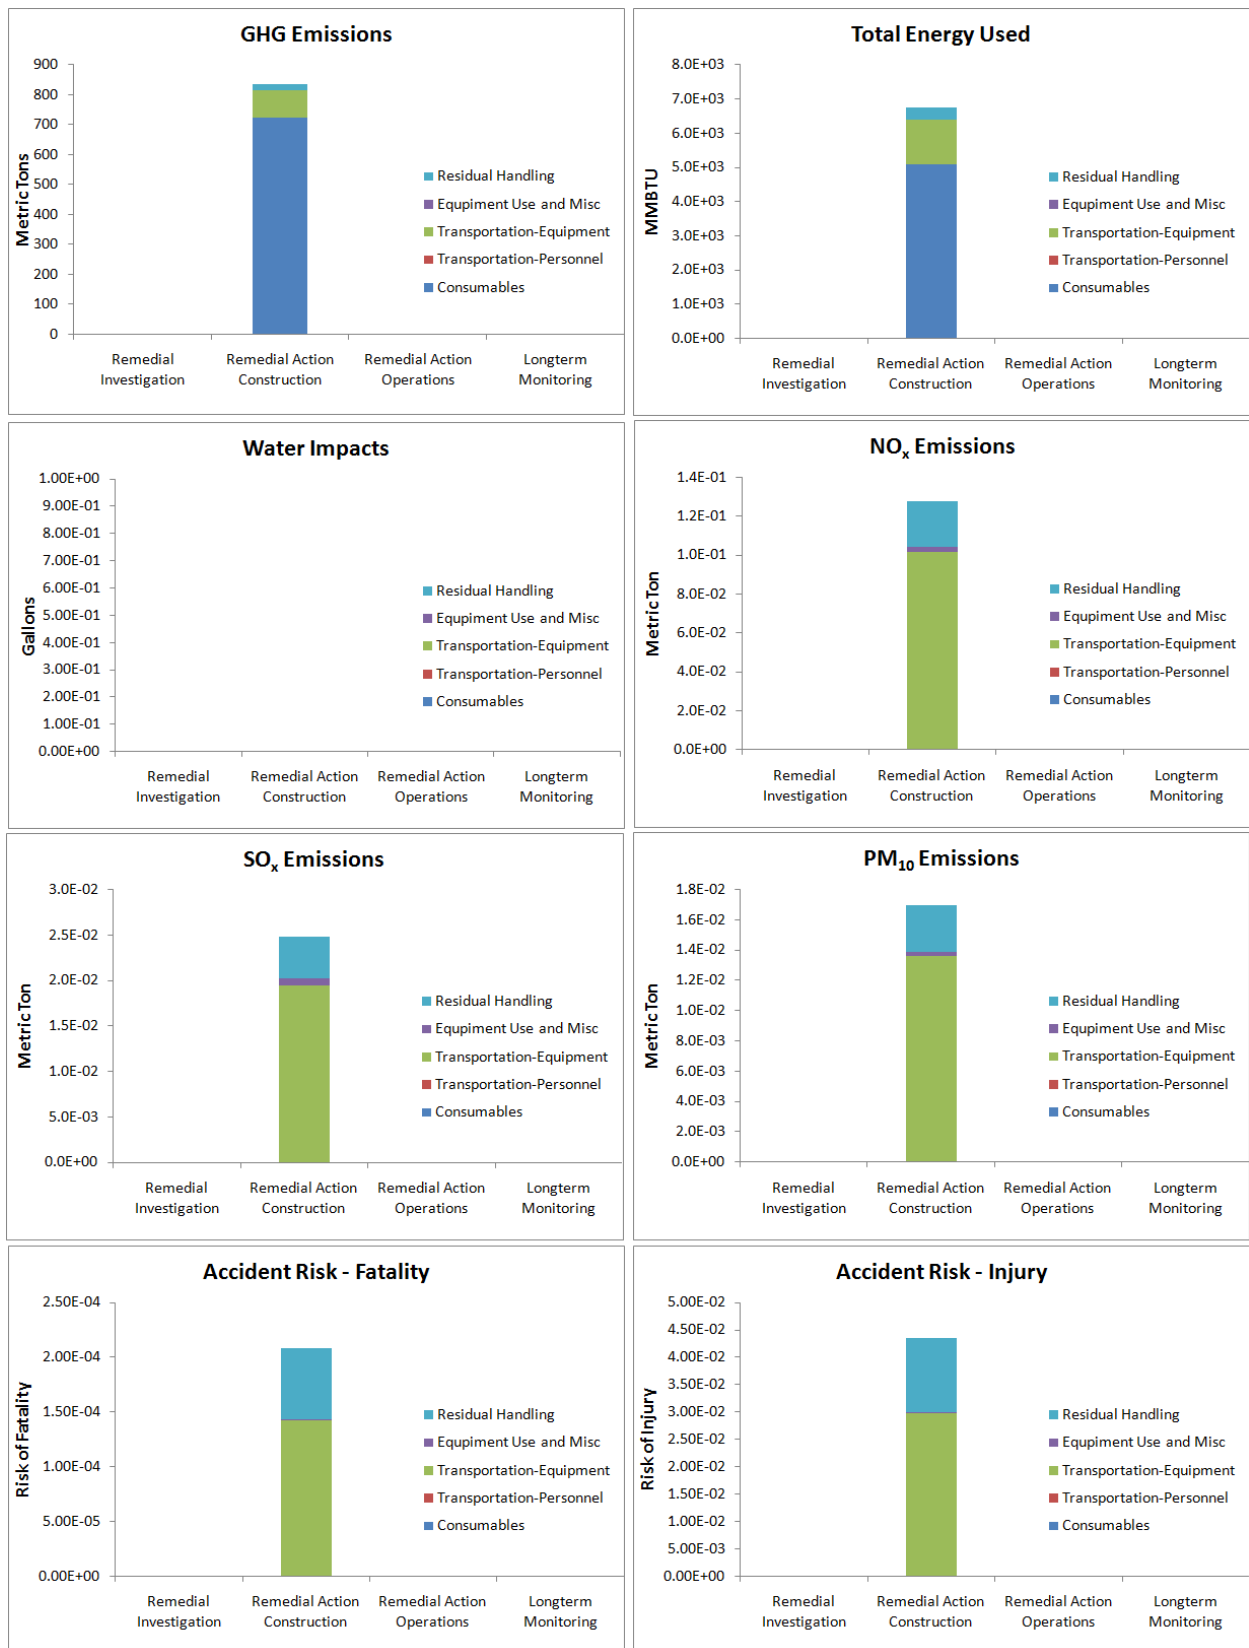 GHG Emissions
Metric Tons
900
800
700
600
500
400
300
200
100
0
Remedial Investigation
Remedial Action Construction
Remedial Action Operations
Longterm Monitoring
Residual Handling
Equpiment Use and Misc
Transportation-Equipment
Transportation-Personnel
Consumables
Total Energy Used
MMBTU
8.0E+03
7.0E+03
6.0E+03
5.0E+03
4.0E+03
3.0E+03
2.0E+03
1.0E+03
0.0E+00
Remedial Investigation
Remedial Action Construction
Remedial Action Operations
Longterm Monitoring
Residual Handling
Equpiment Use and Misc
Transportation-Equipment
Transportation-Personnel
Consumables
Water Impacts
Gallons
1.00E+00
9.00E-01
8.00E-01
7.00E-01
6.00E-01
5.00E-01
4.00E-01
3.00E-01
2.00E-01
1.00E-01
0.00E+00
Remedial Investigation
Remedial Action Construction
Remedial Action Operations
Longterm Monitoring
Residual Handling
Equpiment Use and Misc
Transportation-Equipment
Transportation-Personnel
Consumables
NOx Emissions
Metric Ton
1.4E-01
1.2E-01
1.0E-01
8.0E-02
6.0E-02
4.0E-02
2.0E-02
0.0E+00
Remedial Investigation
Remedial Action Construction
Remedial Action Operations
Longterm Monitoring
Residual Handling
Equpiment Use and Misc
Transportation-Equipment
Transportation-Personnel
Consumables
SOx Emissions
Metric Ton
3.0E-02
2.5E-02
2.0E-02
1.5E-02
1.0E-02
5.0E-03
0.0E+00
Remedial Investigation
Remedial Action Construction
Remedial Action Operations
Longterm Monitoring
Residual Handling
Equpiment Use and Misc
Transportation-Equipment
Transportation-Personnel
Consumables
PM10 Emissions
Metric Ton
1.8E-02
1.6E-02
1.4E-02
1.2E-02
1.0E-02
8.0E-03
6.0E-03
4.0E-03
2.0E-03
0.0E+00
Remedial Investigation
Remedial Action Construction
Remedial Action Operations
Longterm Monitoring
Residual Handling
Equpiment Use and Misc
Transportation-Equipment
Transportation-Personnel
Consumables
Accident Risk - Fatality
Risk of Fatality
2.50E-04
2.00E-04
1.50E-04
1.00E-04
5.00E-05
0.00E+00
Remedial Investigation
Remedial Action Construction
Remedial Action Operations
Longterm Monitoring
Residual Handling
Equpiment Use and Misc
Transportation-Equipment
Transportation-Personnel
Consumables
Accident Risk - Injury
Risk of Injury
5.00E-02
4.50E-02
4.00E-02
3.50E-02
3.00E-02
2.50E-02
2.00E-02
1.50E-02
1.00E-02
5.00E-03
0.00E+00
Remedial Investigation
Remedial Action Construction
Remedial Action Operations
Longterm Monitoring
Residual Handling
Equpiment Use and Misc
Transportation-Equipment
Transportation-Personnel
Consumables